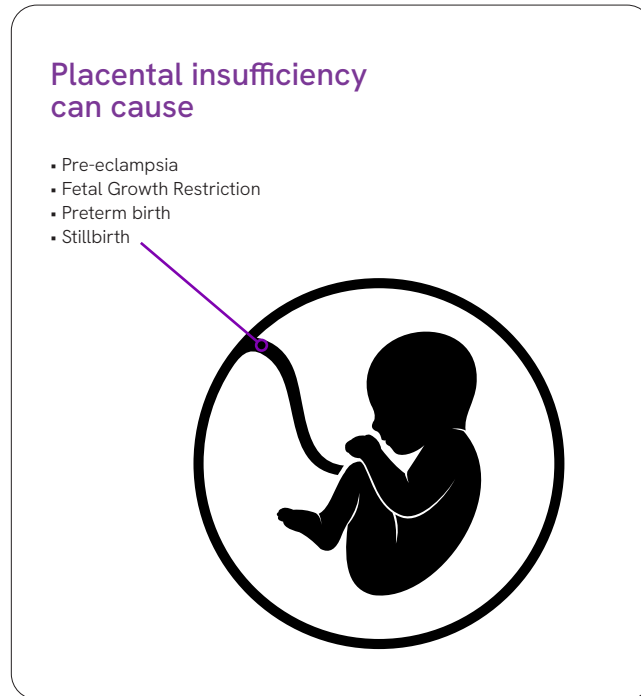 Placental insufficiency
can cause
▪ Pre-eclampsia
▪ Fetal Growth Restriction
▪ Preterm birth
▪ Stillbirth